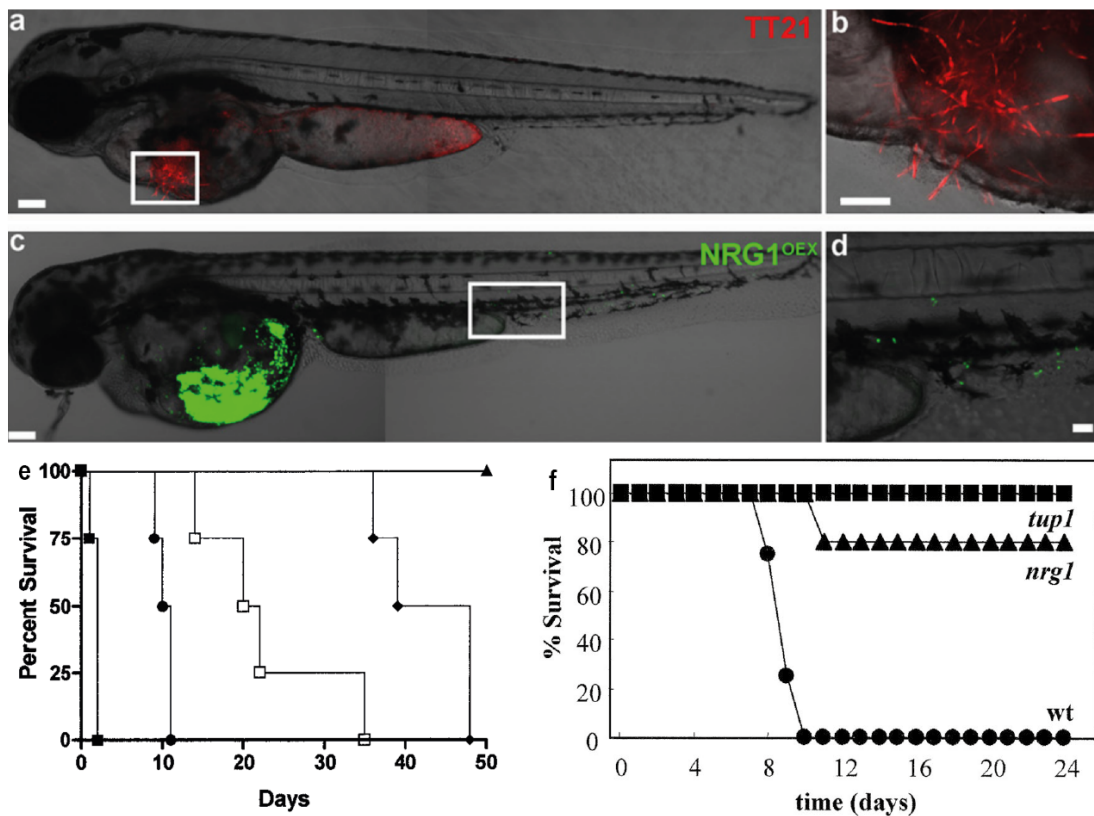 a
TT21
b
c
NRG1OEX
d
e
100
75
50
25
0
Percent Survival
0 10 20 30 40 50
Days
f
100
80
60
40
20
0
% Survival
tup1
nrg1
wt
0 4 8 12 16 20 24
time (days)